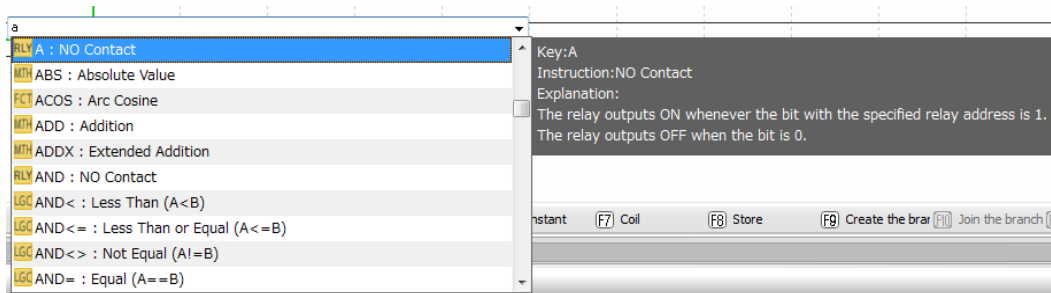 a
RLY A : NO Contact
MTH ABS : Absolute Value
FCT ACOS : Arc Cosine
MTH ADD : Addition
MTH ADDX : Extended Addition
RLY AND : NO Contact
LGC AND< : Less Than (A<B)
LGC AND<= : Less Than or Equal (A<=B)
LGC AND<> : Not Equal (A!=B)
LGC AND= : Equal (A==B)
Key:A
Instruction:NO Contact
Explanation:
The relay outputs ON whenever the bit with the specified relay address is 1.
The relay outputs OFF when the bit is 0.
nstant F7 Coil F8 Store F9 Create the brar F10 Join the branch